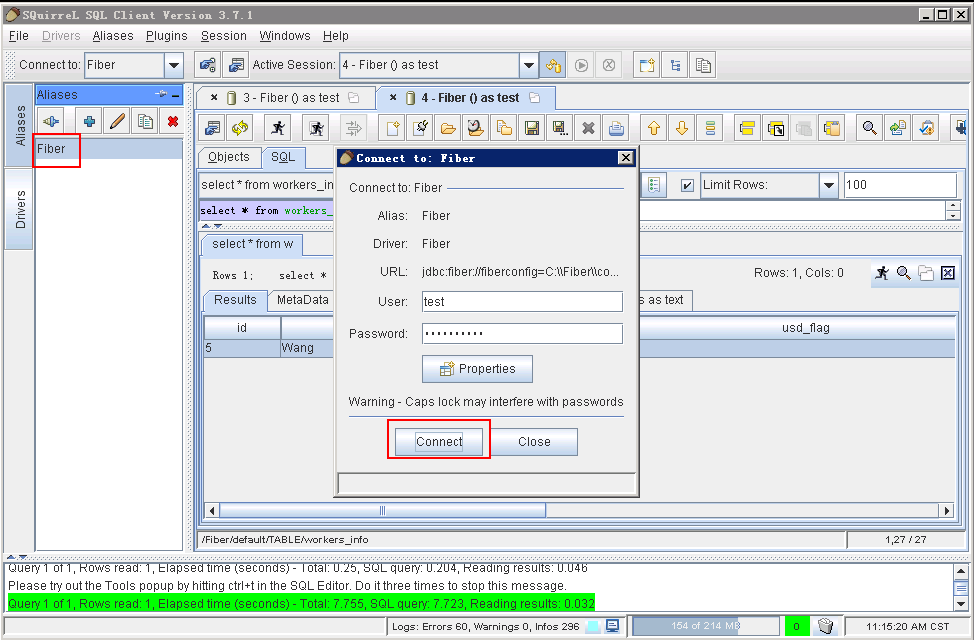 SQuirreL SQL Client Version 3.7.1
File Drivers Aliases Plugins Session Windows Help
Connect to: Fiber Active Session: 4 - Fiber () as test
Aliases
Drivers
Aliases
Fiber
3 - Fiber () as test 4 - Fiber () as test
Objects SQL
select * from workers_in Limit Rows: 100
select * from workers_
select * from w
Rows 1; select * Rows: 1, Cols: 0
Results MetaData s as text
id usd_flag
5 Wang
Connect to: Fiber
Connect to: Fiber
Alias: Fiber
Driver: Fiber
URL: jdbc:fiber://fiberconfig=C:\\Fiber\\co...
User: test
Password: ••••••••••
Properties
Warning - Caps lock may interfere with passwords
Connect Close
/Fiber/default/TABLE/workers_info 1,27 / 27
Query 1 of 1, Rows read: 1, Elapsed time (seconds) - Total: 0.25, SQL query: 0.204, Reading results: 0.046
Please try out the Tools popup by hitting ctrl+t in the SQL Editor. Do it three times to stop this message.
Query 1 of 1, Rows read: 1, Elapsed time (seconds) - Total: 7.755, SQL query: 7.723, Reading results: 0.032
Logs: Errors 60, Warnings 0, Infos 296 154 of 214 MB 0 11:15:20 AM CST